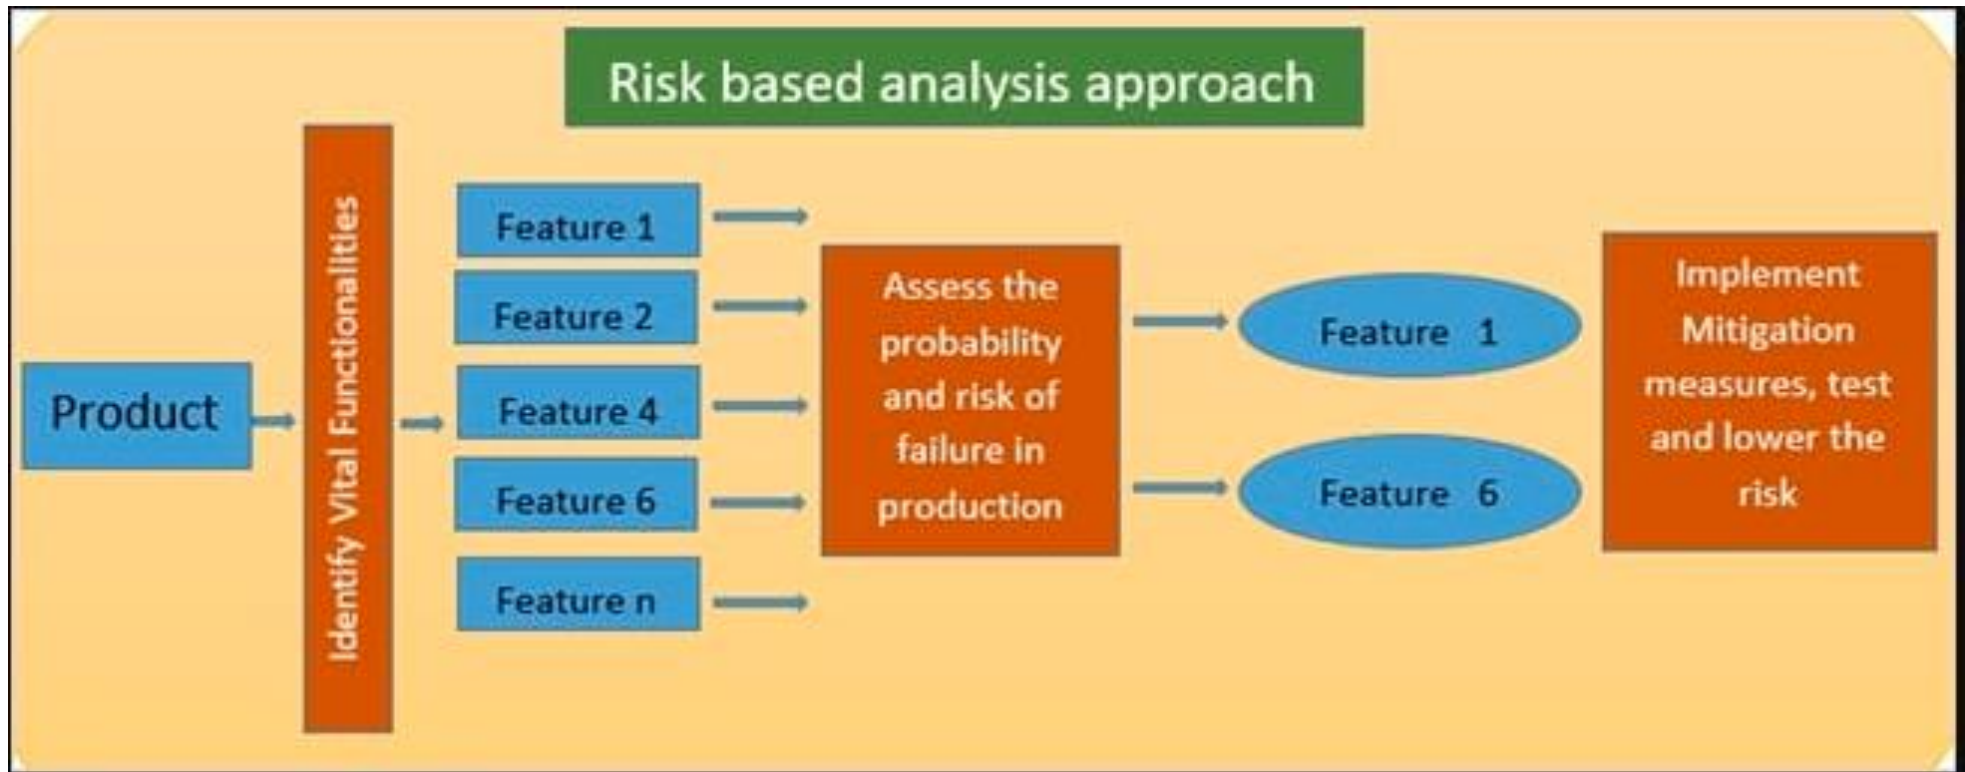 Risk based analysis approach
Product
Identify Vital Functionalities
Feature 1
Feature 2
Feature 4
Feature 6
Feature n
Assess the
probability
and risk of
failure in
production
Feature 1
Feature 6
Implement
Mitigation
measures, test
and lower the
risk